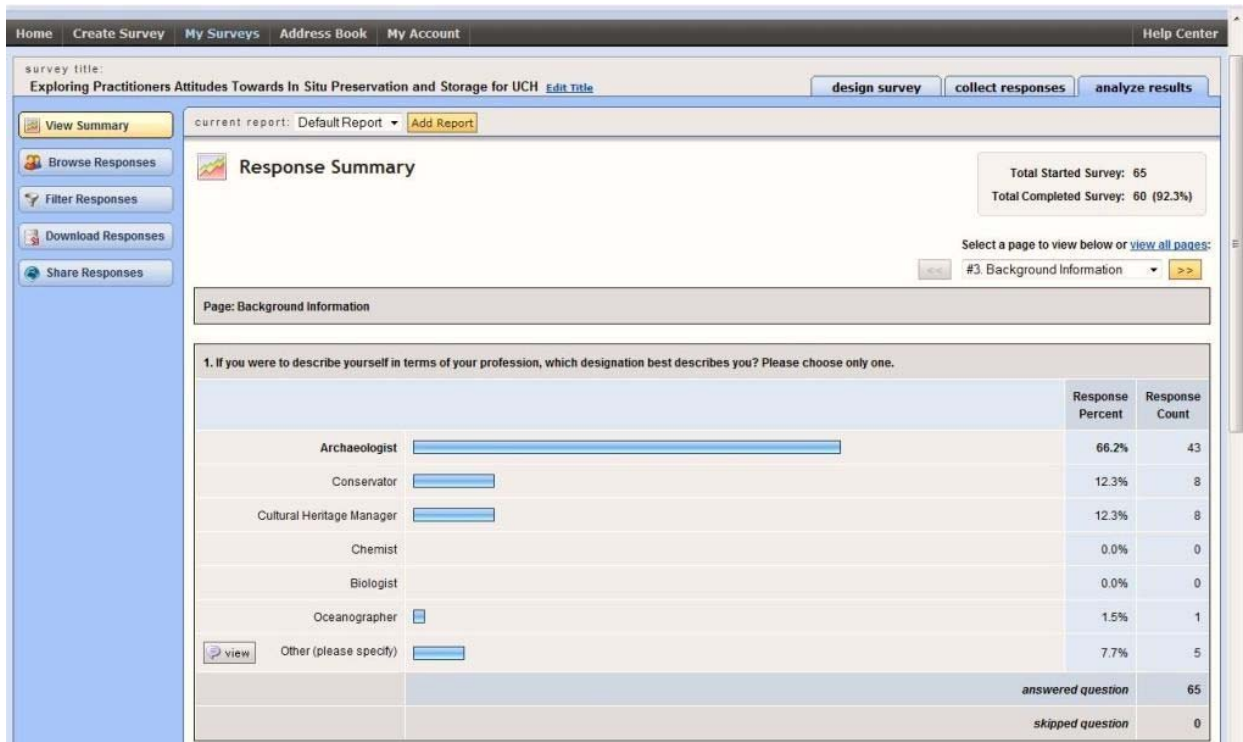 Home Create Survey My Surveys Address Book My Account Help Center
survey title:
Exploring Practitioners Attitudes Towards In Situ Preservation and Storage for UCH Edit Title
design survey collect responses analyze results
View Summary
current report: Default Report Add Report
Browse Responses
Filter Responses
Download Responses
Share Responses
Response Summary
Total Started Survey: 65
Total Completed Survey: 60 (92.3%)
Select a page to view below or view all pages:
<< #3. Background Information >>
Page: Background Information
1. If you were to describe yourself in terms of your profession, which designation best describes you? Please choose only one.
Response Percent Response Count
Archaeologist 66.2% 43
Conservator 12.3% 8
Cultural Heritage Manager 12.3% 8
Chemist 0.0% 0
Biologist 0.0% 0
Oceanographer 1.5% 1
view Other (please specify) 7.7% 5
answered question 65
skipped question 0